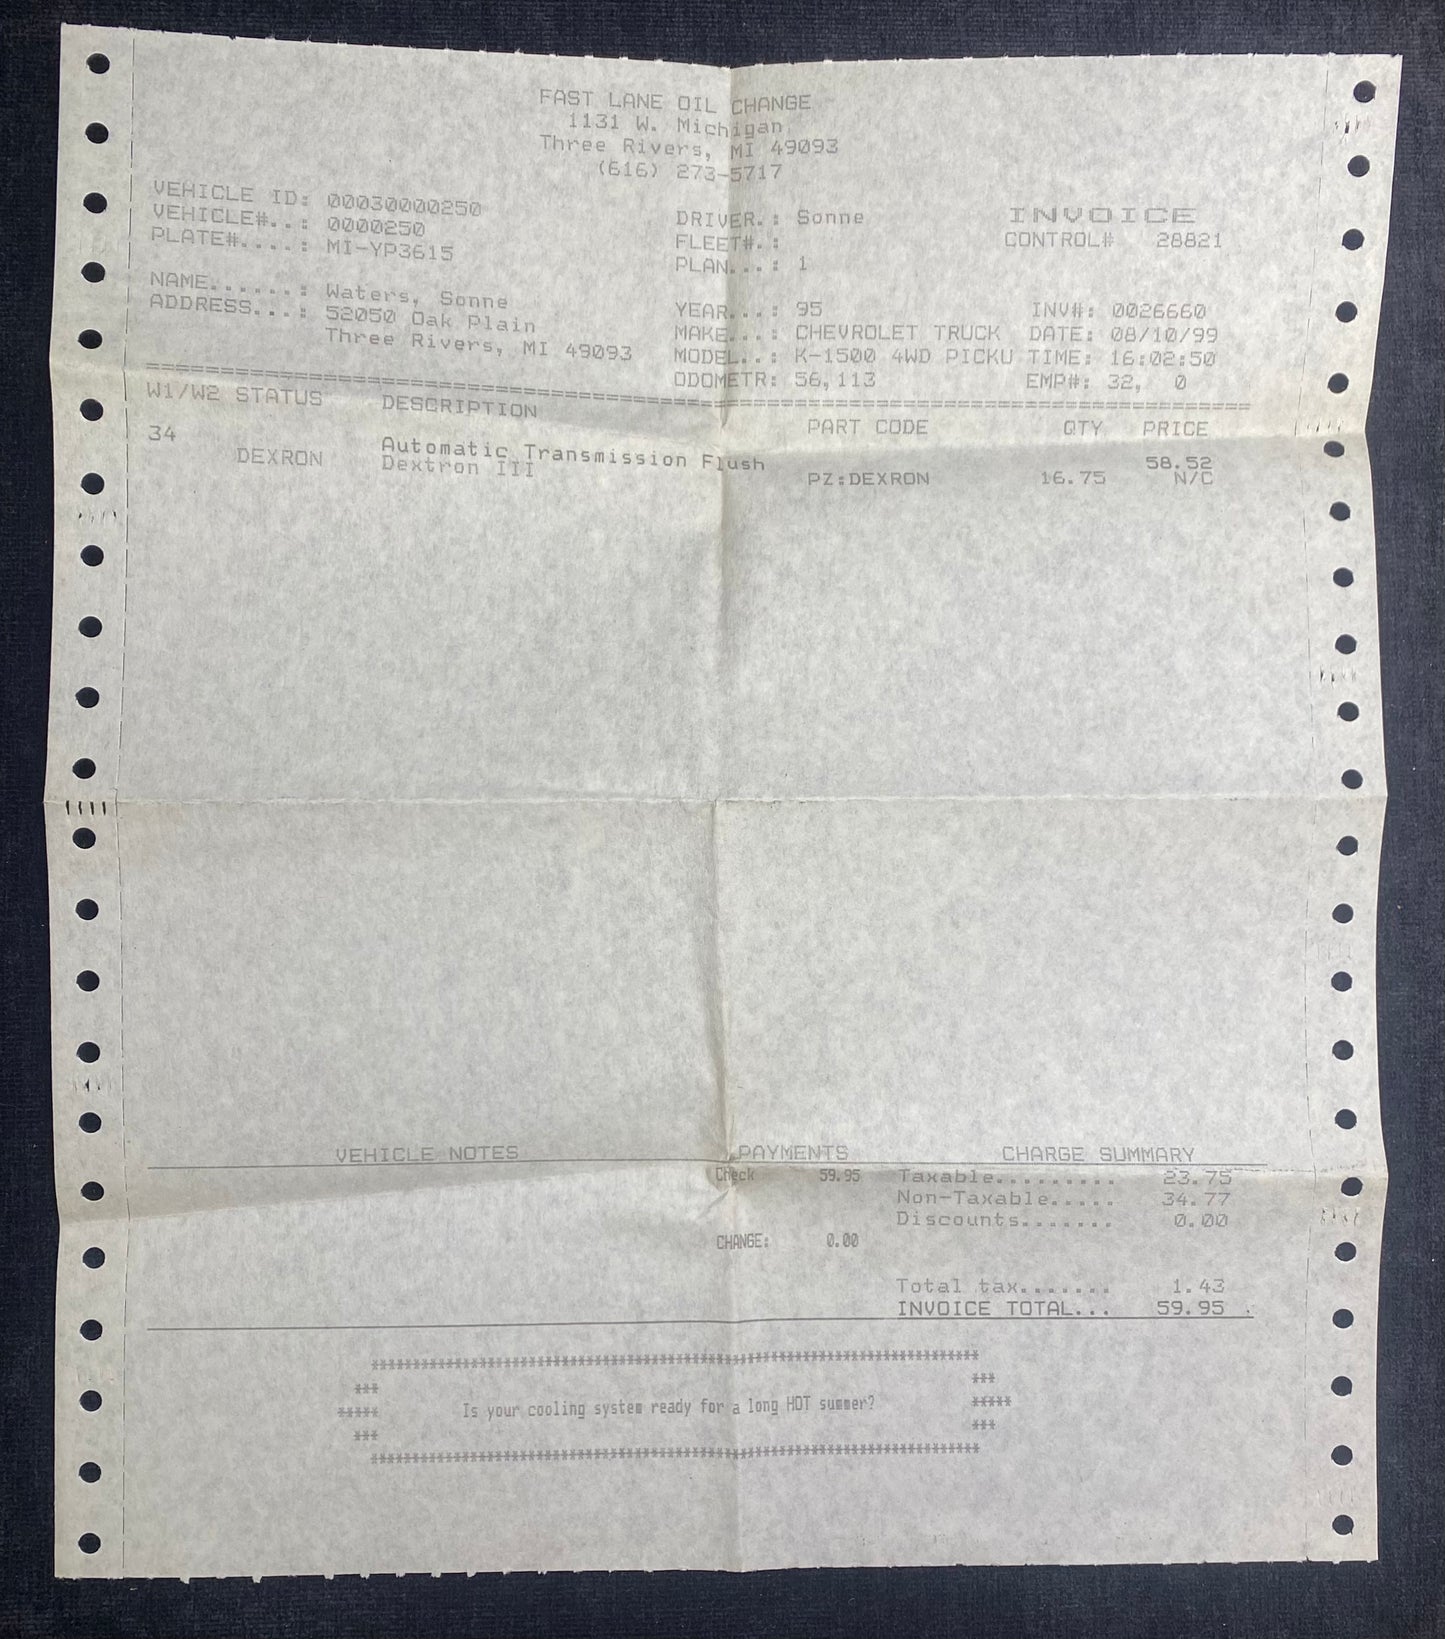 FAST LANE OIL CHANGE
1131 W. Michigan
Three Rivers, MI 49093
(616) 273-5717
VEHICLE ID: 00030000250
VEHICLE#..: 0000250
PLATE#....: MI-YP3615
DRIVER.: Sonne
FLEET#.:
PLAN...: 1
INVOICE
CONTROL# 28821
NAME......: Waters, Sonne
ADDRESS...: 52050 Oak Plain
Three Rivers, MI 49093
YEAR...: 95
MAKE...: CHEVROLET TRUCK
MODEL..: K-1500 4WD PICKU
ODOMETR: 56,113
INV#: 0026660
DATE: 08/10/99
TIME: 16:02:50
EMP#: 32, 0
W1/W2 STATUS DESCRIPTION PART CODE QTY PRICE
34 Automatic Transmission Flush 58.52
DEXRON Dextron III PZ:DEXRON 16.75 N/C
VEHICLE NOTES
PAYMENTS
Check 59.95
CHANGE: 0.00
CHARGE SUMMARY
Taxable.......... 23.75
Non-Taxable..... 34.77
Discounts....... 0.00
Total tax....... 1.43
INVOICE TOTAL... 59.95
Is your cooling system ready for a long HOT summer?